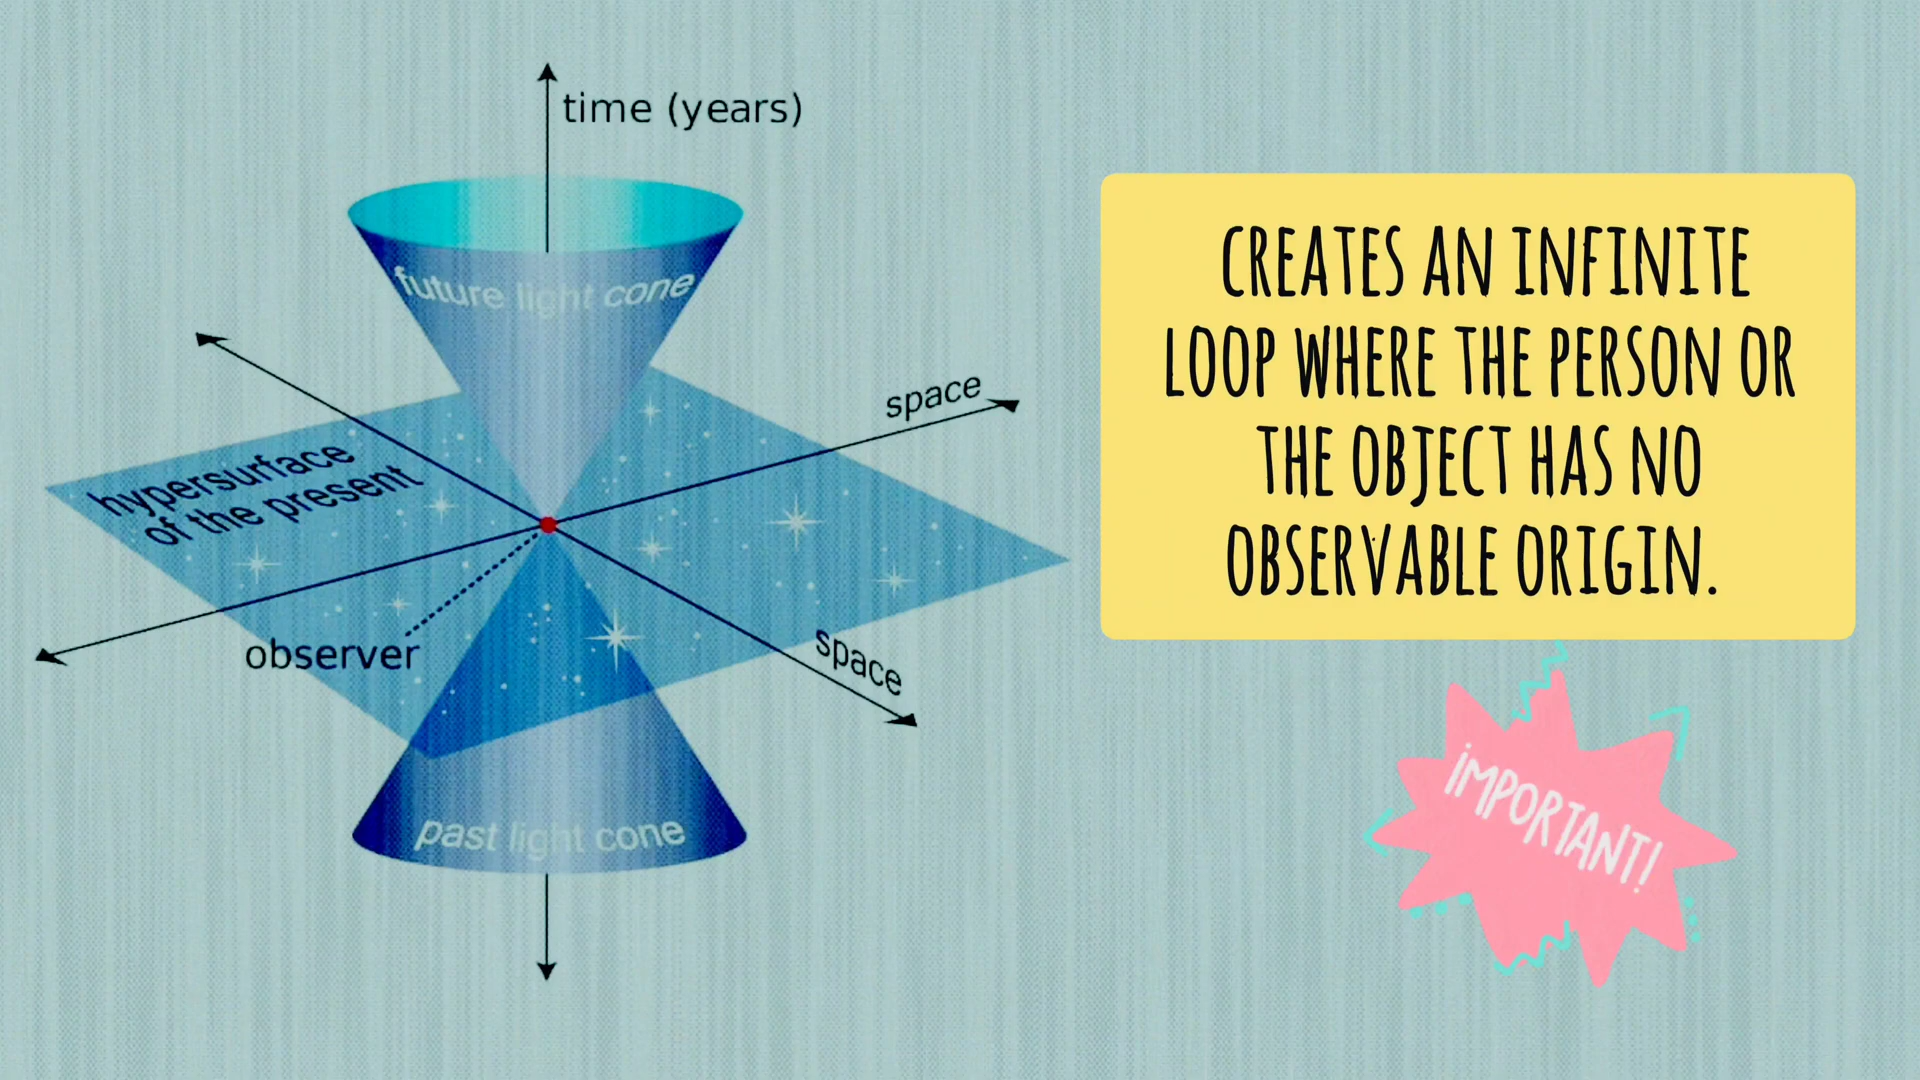 time (years)
future light cone
space
hypersurface
of the present
observer
space
past light cone
CREATES AN INFINITE
LOOP WHERE THE PERSON OR
THE OBJECT HAS NO
OBSERVABLE ORIGIN.
IMPORTANT!